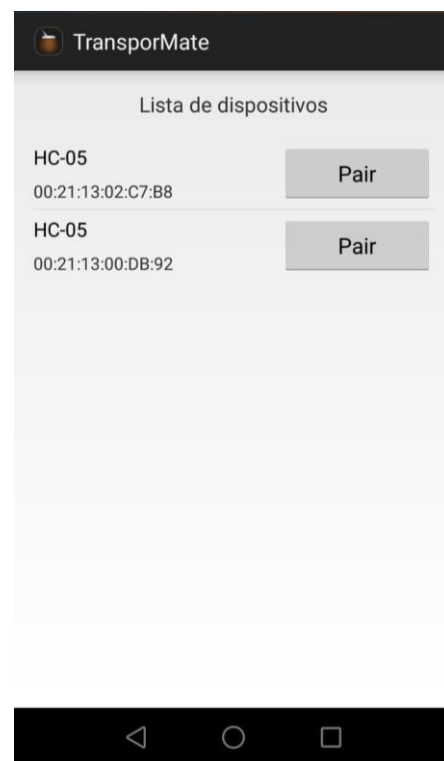 TransporMate
Lista de dispositivos
HC-05
Pair
00:21:13:02:C7:B8
HC-05
Pair
00:21:13:00:DB:92